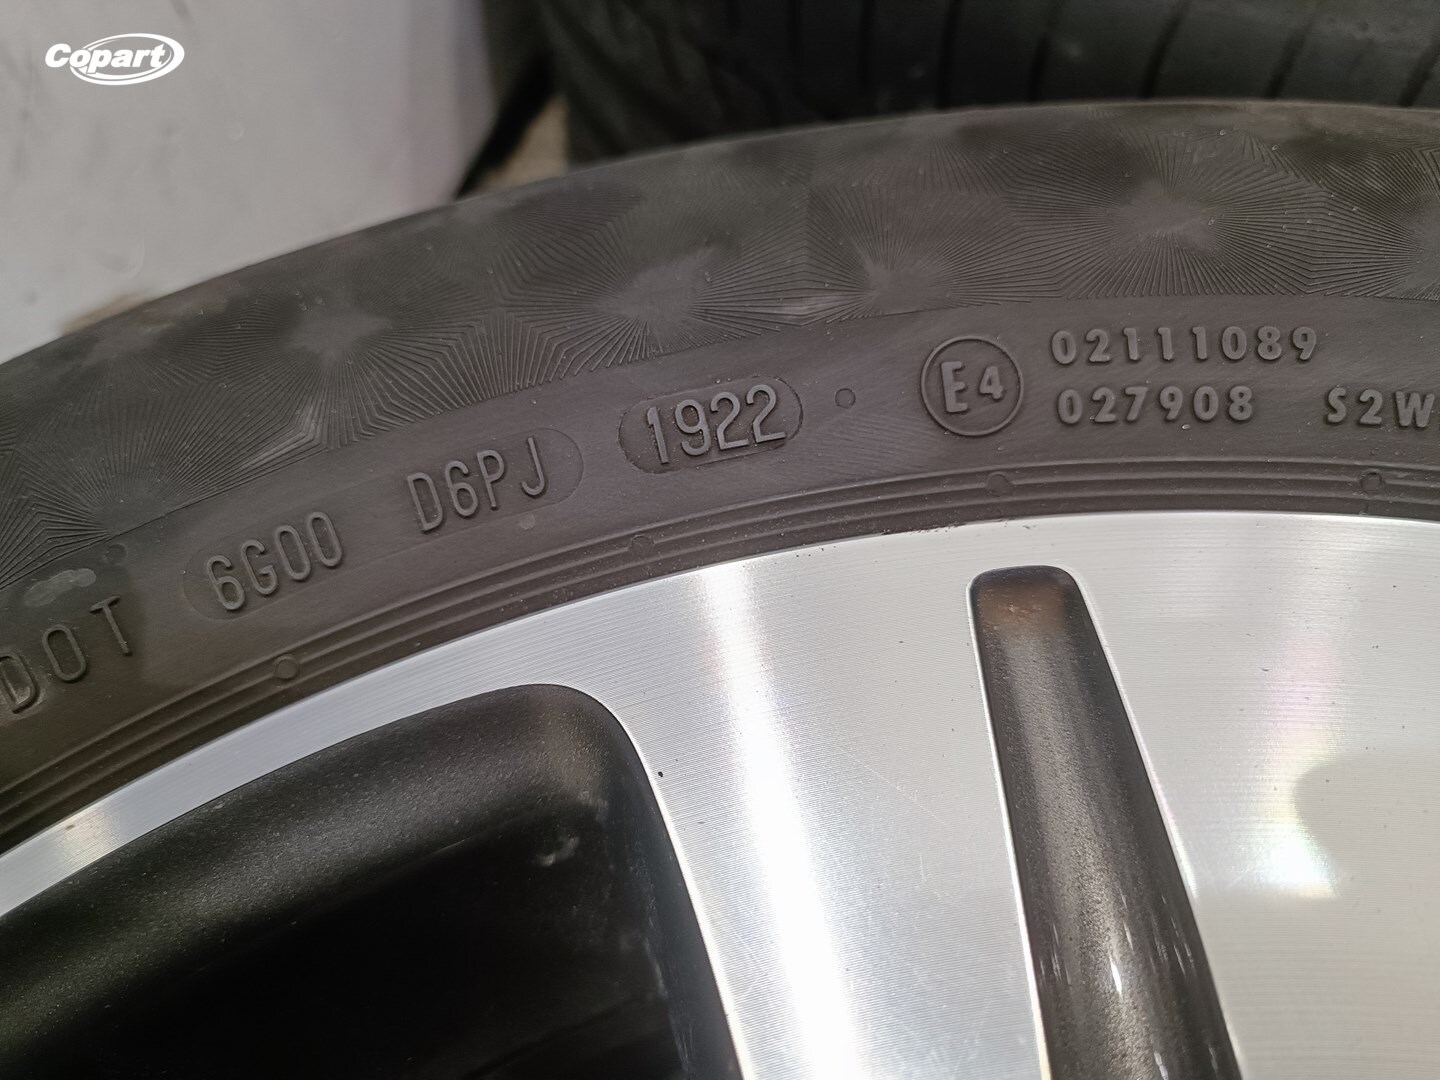 Copart
DOT 6G00 D6PJ 1922
E4 02111089
027908 S2W